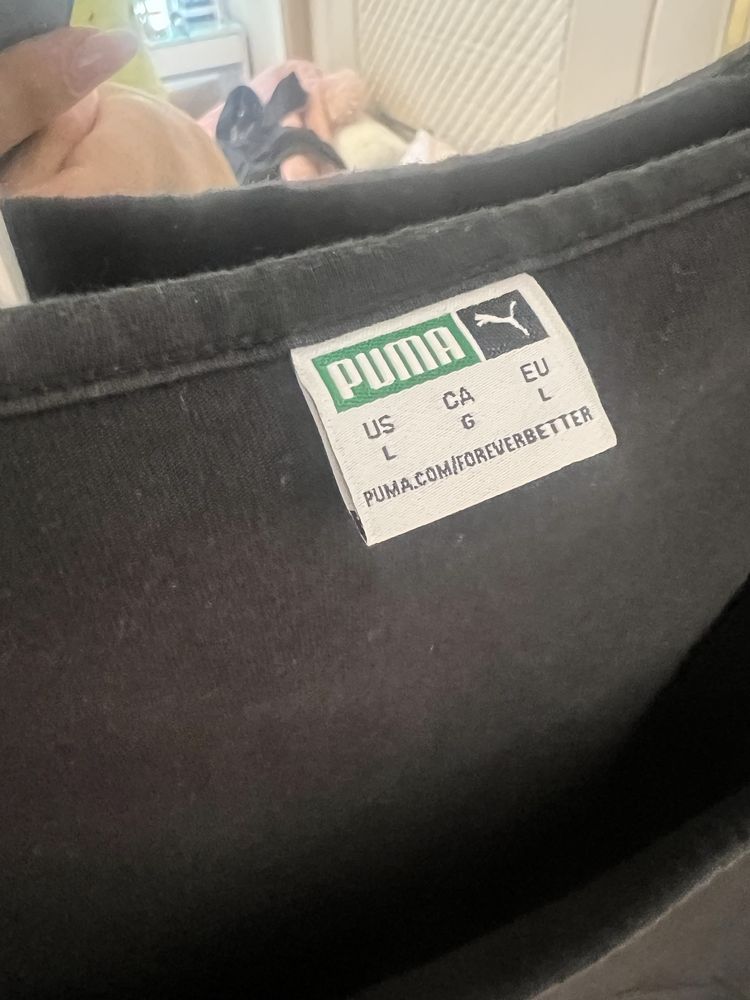 PUMA
US CA EU
L G L
PUMA.COM/FOREVERBETTER